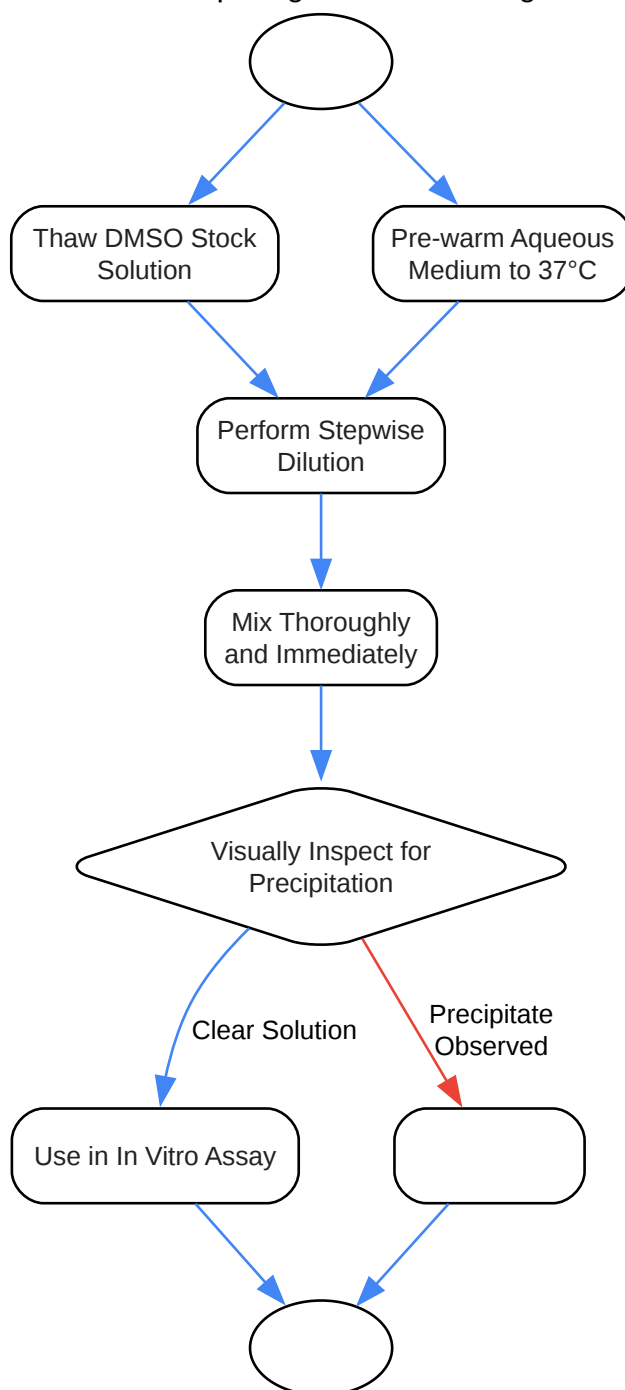 Thaw DMSO Stock
Solution
Pre-warm Aqueous
Medium to 37°C
Perform Stepwise
Dilution
Mix Thoroughly
and Immediately
Visually Inspect for
Precipitation
Clear Solution
Precipitate
Observed
Use in In Vitro Assay